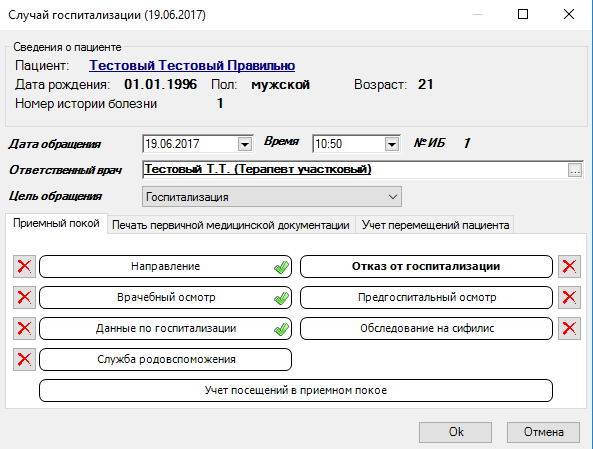 Случай госпитализации (19.06.2017)
Сведения о пациенте
Пациент: Тестовый Тестовый Правильно
Дата рождения: 01.01.1996 Пол: мужской Возраст: 21
Номер истории болезни 1
Дата обращения 19.06.2017 Время 10:50 № ИБ 1
Ответственный врач Тестовый Т.Т. (Терапевт участковый) ...
Цель обращения Госпитализация
Приемный покой Печать первичной медицинской документации Учет перемещений пациента
Направление Отказ от госпитализации
Врачебный осмотр Предгоспитальный осмотр
Данные по госпитализации Обследование на сифилис
Служба родовспоможения
Учет посещений в приемном покое
Ok Отмена